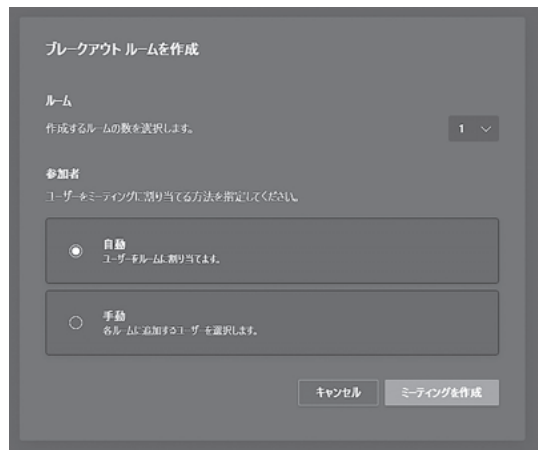 ブレークアウト ルームを作成
ルーム
作成するルームの数を選択します。
1
参加者
ユーザーをミーティングに割り当てる方法を指定してください。
自動
ユーザーをルームに割り当てます。
手動
各ルームに追加するユーザーを選択します。
キャンセル
ミーティングを作成